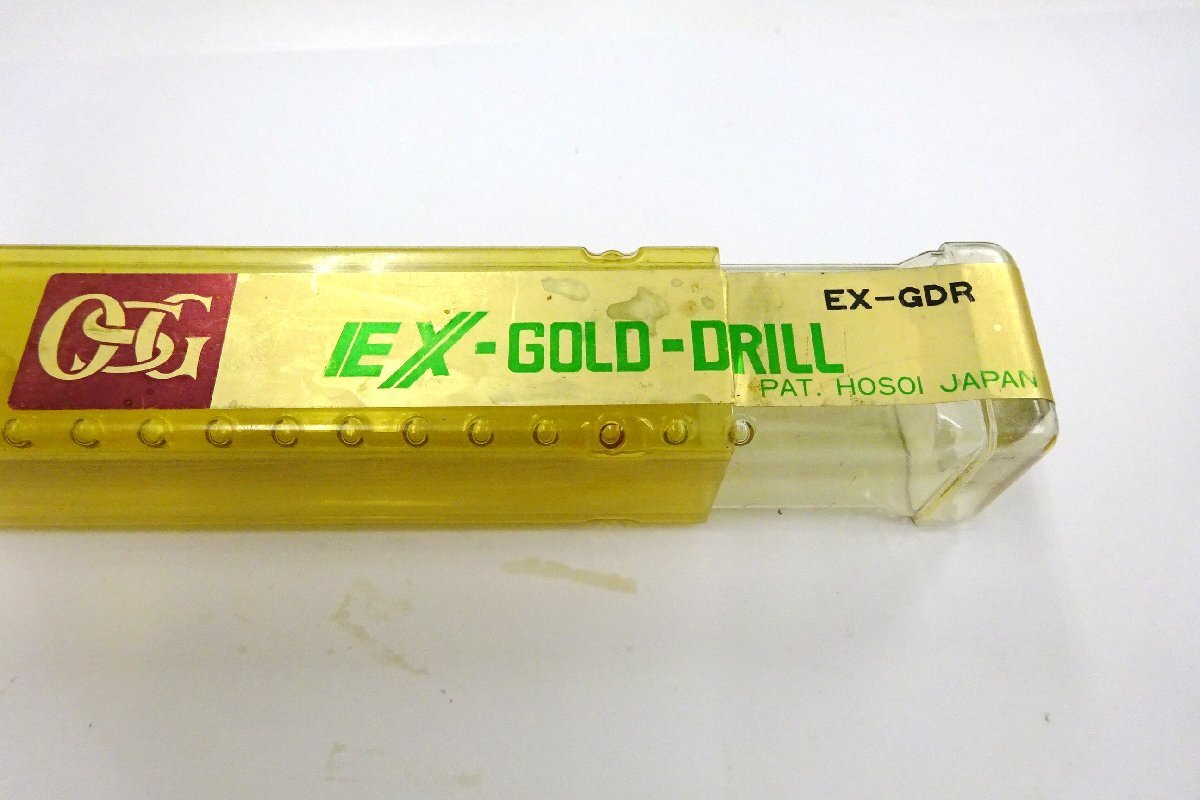 OSG
EX-GOLD-DRILL
EX-GDR
PAT. HOSOI JAPAN